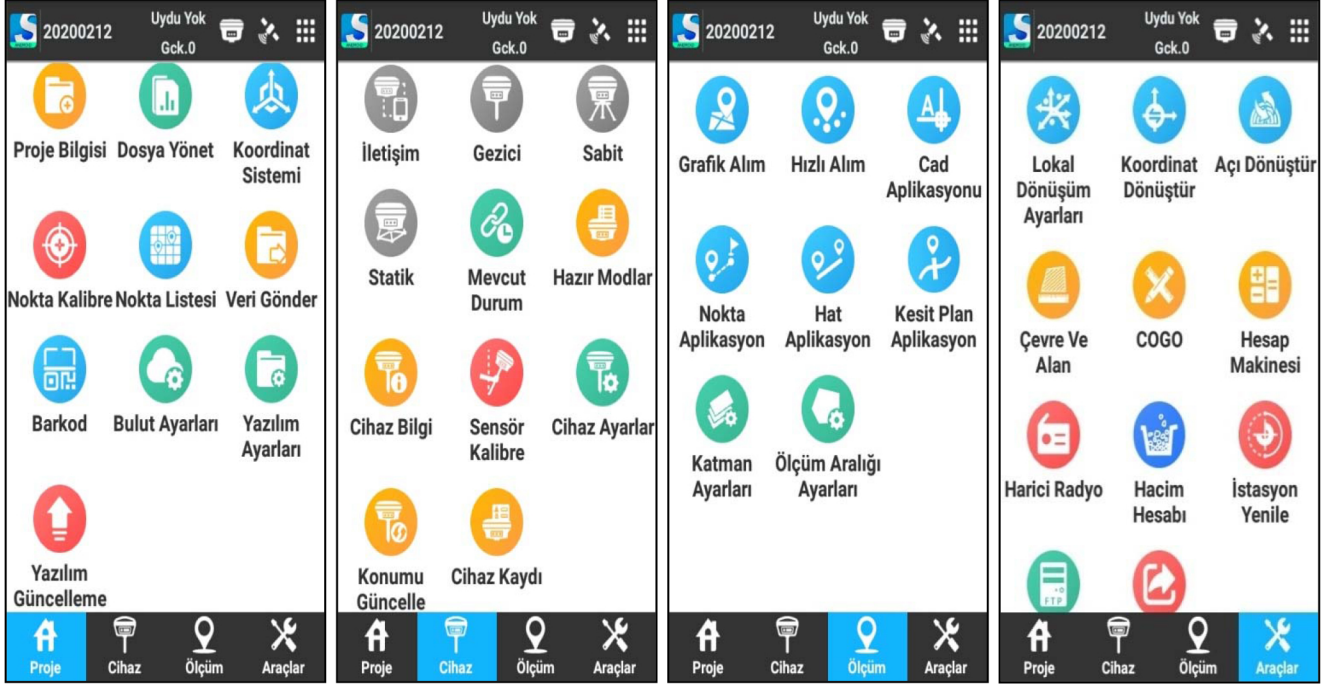 20200212
Uydu Yok
Gck.0
Proje Bilgisi
Dosya Yönet
Koordinat
Sistemi
Nokta Kalibre
Nokta Listesi
Veri Gönder
Barkod
Bulut Ayarları
Yazılım
Ayarları
Yazılım
Güncelleme
Proje
Cihaz
Ölçüm
Araçlar
20200212
Uydu Yok
Gck.0
İletişim
Gezici
Sabit
Statik
Mevcut
Durum
Hazır Modlar
Cihaz Bilgi
Sensör
Kalibre
Cihaz Ayarlar
Konumu
Güncelle
Cihaz Kaydı
Proje
Cihaz
Ölçüm
Araçlar
20200212
Uydu Yok
Gck.0
Grafik Alım
Hızlı Alım
A
Cad
Aplikasyonu
Nokta
Aplikasyon
Hat
Aplikasyon
Kesit Plan
Aplikasyon
Katman
Ayarları
Ölçüm Aralığı
Ayarları
Proje
Cihaz
Ölçüm
Araçlar
20200212
Uydu Yok
Gck.0
Lokal
Dönüşüm
Ayarları
Koordinat
Dönüştür
Açı Dönüştür
Çevre Ve
Alan
COGO
Hesap
Makinesi
Harici Radyo
Hacim
Hesabı
İstasyon
Yenile
FTP
Proje
Cihaz
Ölçüm
Araçlar